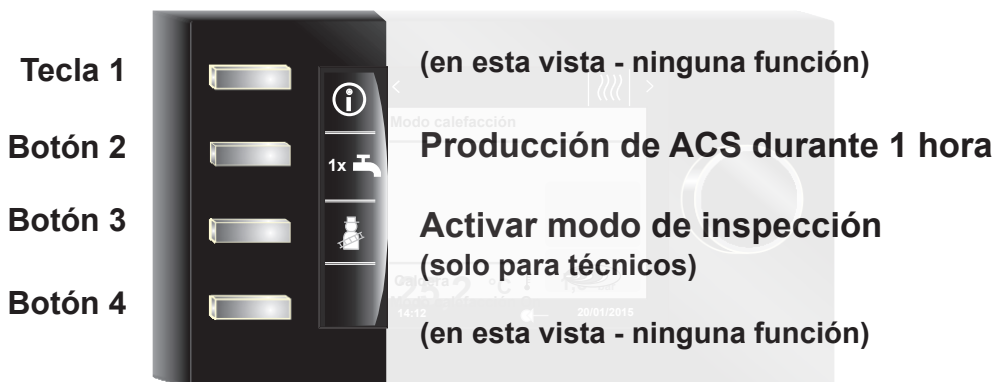 Tecla 1
(en esta vista - ninguna función)
Modo calefacción
Botón 2
Producción de ACS durante 1 hora
1x
Botón 3
Activar modo de inspección
(solo para técnicos)
Caldera
25,2 °C
Botón 4
14:12
20/01/2015
(en esta vista - ninguna función)